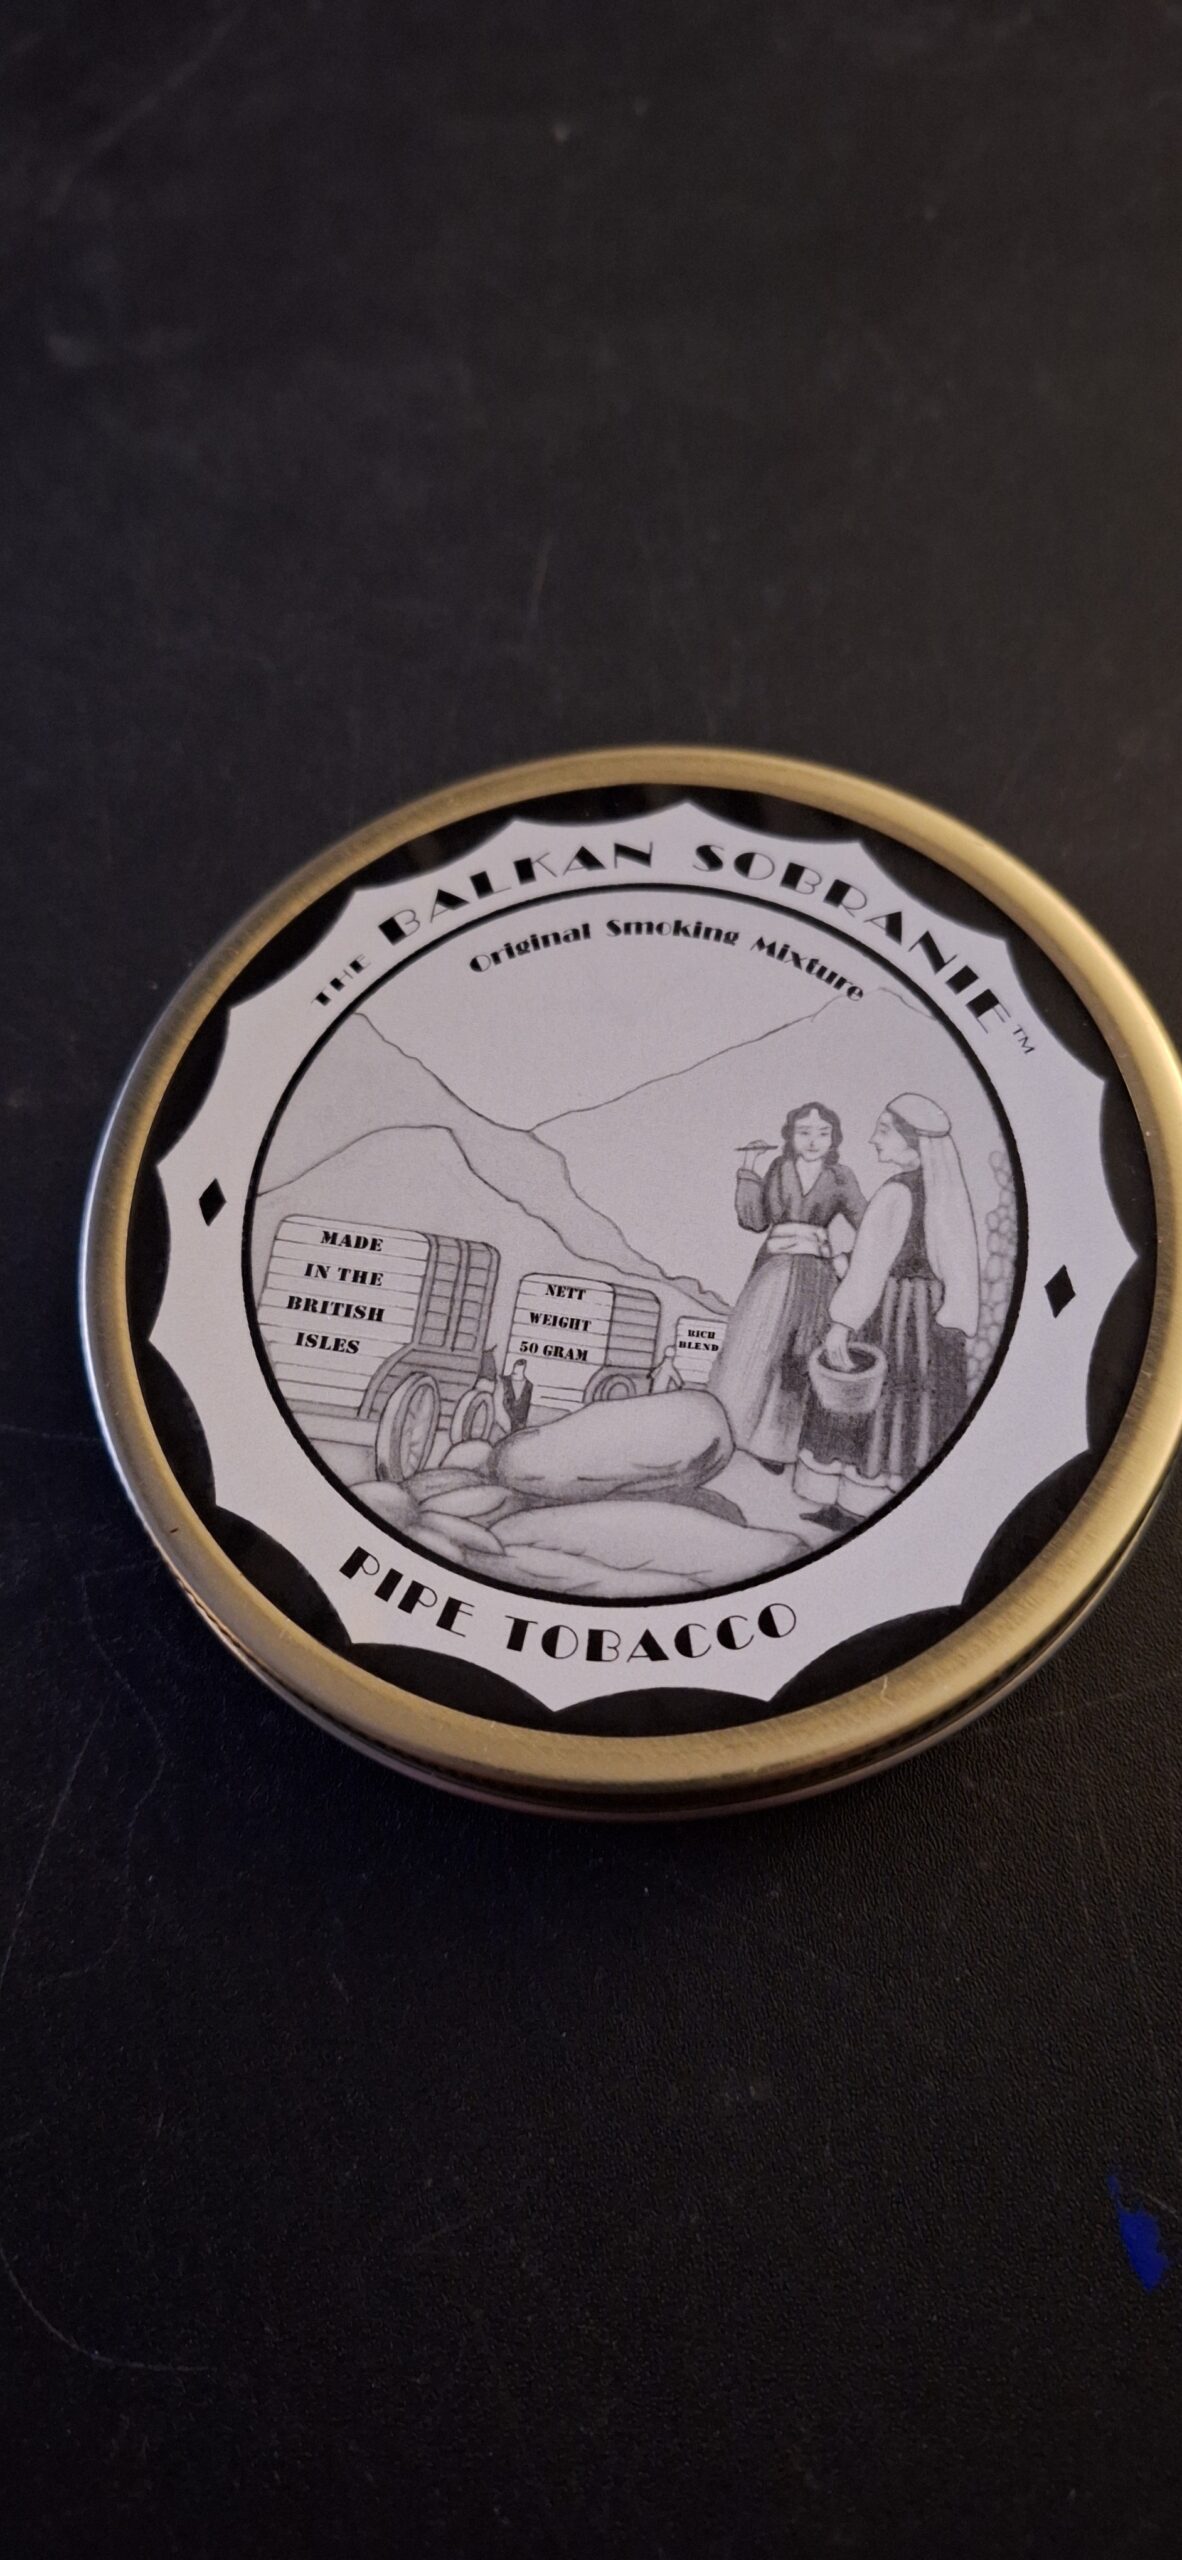 THE BALKAN SOBRANIE™
Original Smoking Mixture
MADE
IN THE
BRITISH
ISLES
NETT
WEIGHT
50 GRAM
RICH
BLEND
PIPE TOBACCO